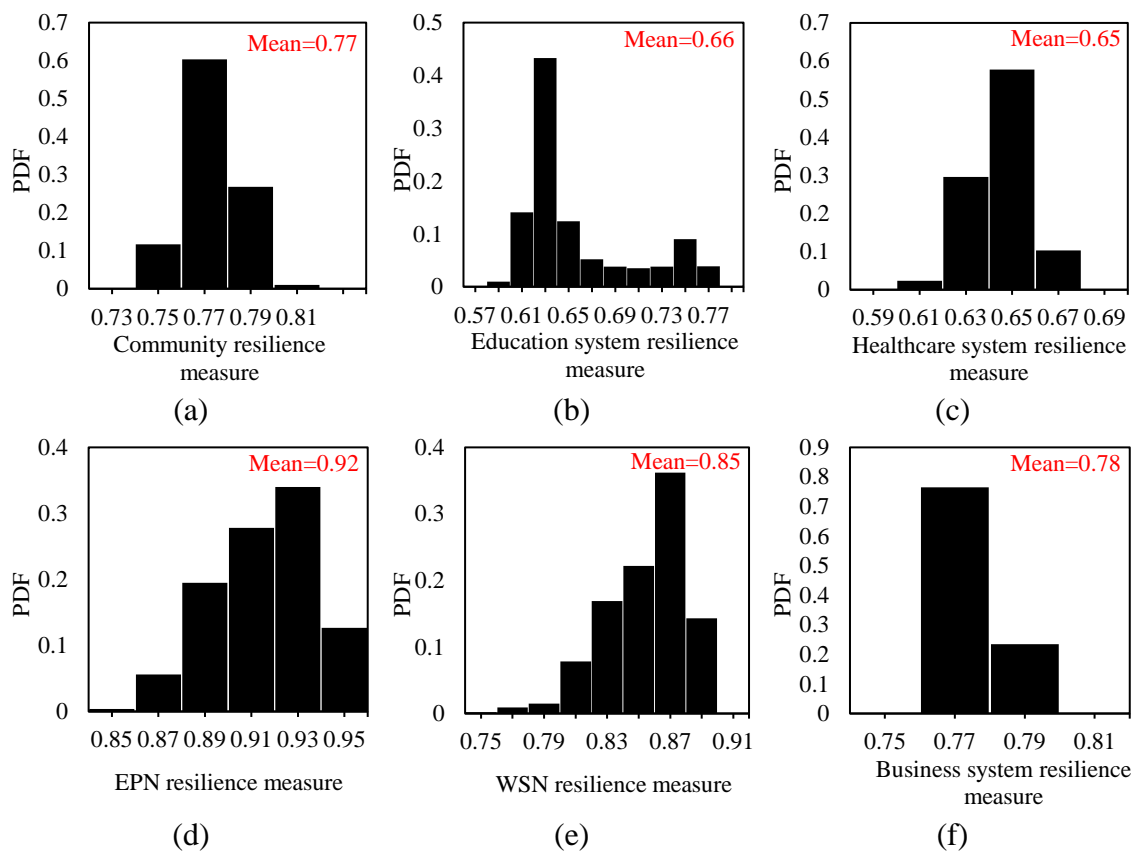 0.7
0.6
0.5
0.4
0.3
0.2
0.1
0
PDF
Mean=0.77
0.73 0.75 0.77 0.79 0.81
Community resilience
measure
(a)
0.5
0.4
0.3
0.2
0.1
0
PDF
Mean=0.66
0.57 0.61 0.65 0.69 0.73 0.77
Education system resilience
measure
(b)
0.7
0.6
0.5
0.4
0.3
0.2
0.1
0
PDF
Mean=0.65
0.59 0.61 0.63 0.65 0.67 0.69
Healthcare system resilience
measure
(c)
0.4
0.3
0.2
0.1
0
PDF
Mean=0.92
0.85 0.87 0.89 0.91 0.93 0.95
EPN resilience measure
(d)
0.4
0.3
0.2
0.1
0
PDF
Mean=0.85
0.75 0.79 0.83 0.87 0.91
WSN resilience measure
(e)
0.9
0.8
0.7
0.6
0.5
0.4
0.3
0.2
0.1
0
PDF
Mean=0.78
0.75 0.77 0.79 0.81
Business system resilience
measure
(f)